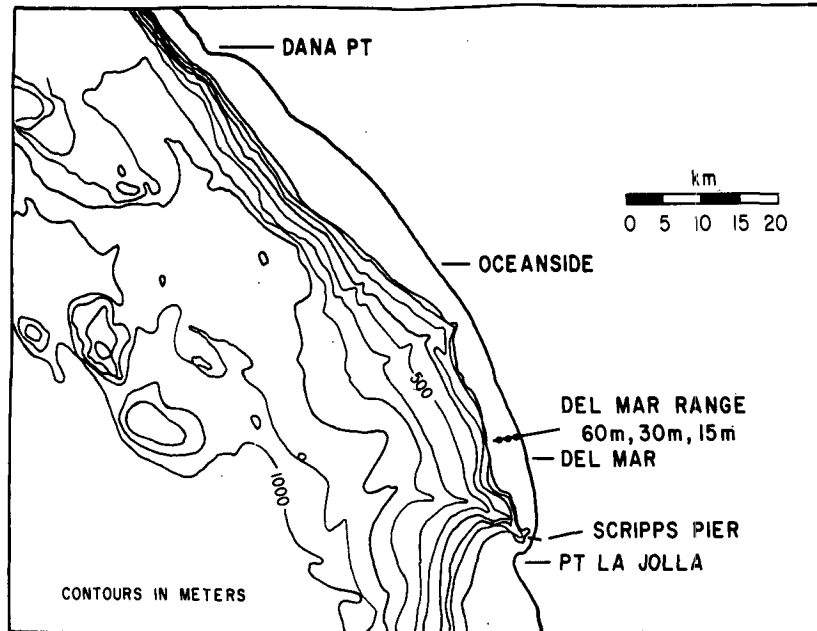 DANA PT
km
0 5 10 15 20
OCEANSIDE
500
DEL MAR RANGE
60m, 30m, 15m
DEL MAR
1000
SCRIPPS PIER
PT LA JOLLA
CONTOURS IN METERS